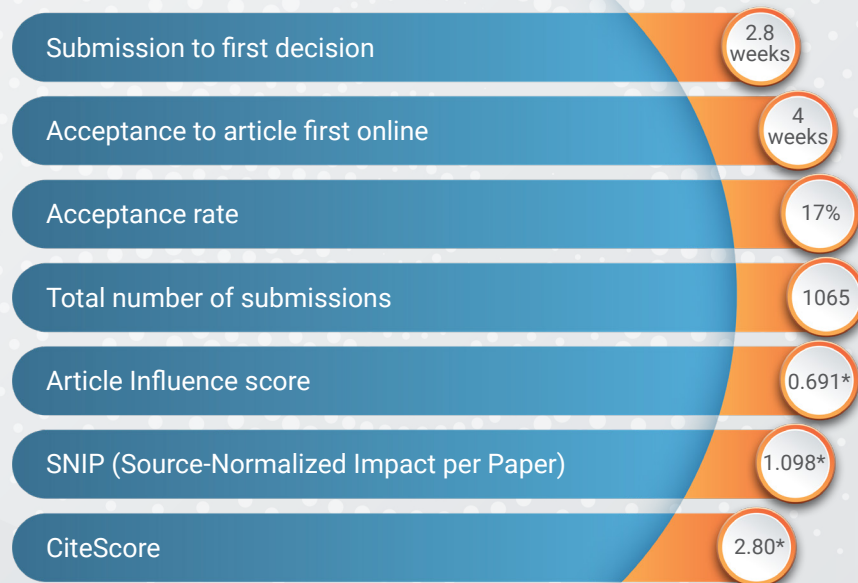 Submission to first decision
2.8
weeks
Acceptance to article first online
4
weeks
Acceptance rate
17%
Total number of submissions
1065
Article Influence score
0.691*
SNIP (Source-Normalized Impact per Paper)
1.098*
CiteScore
2.80*